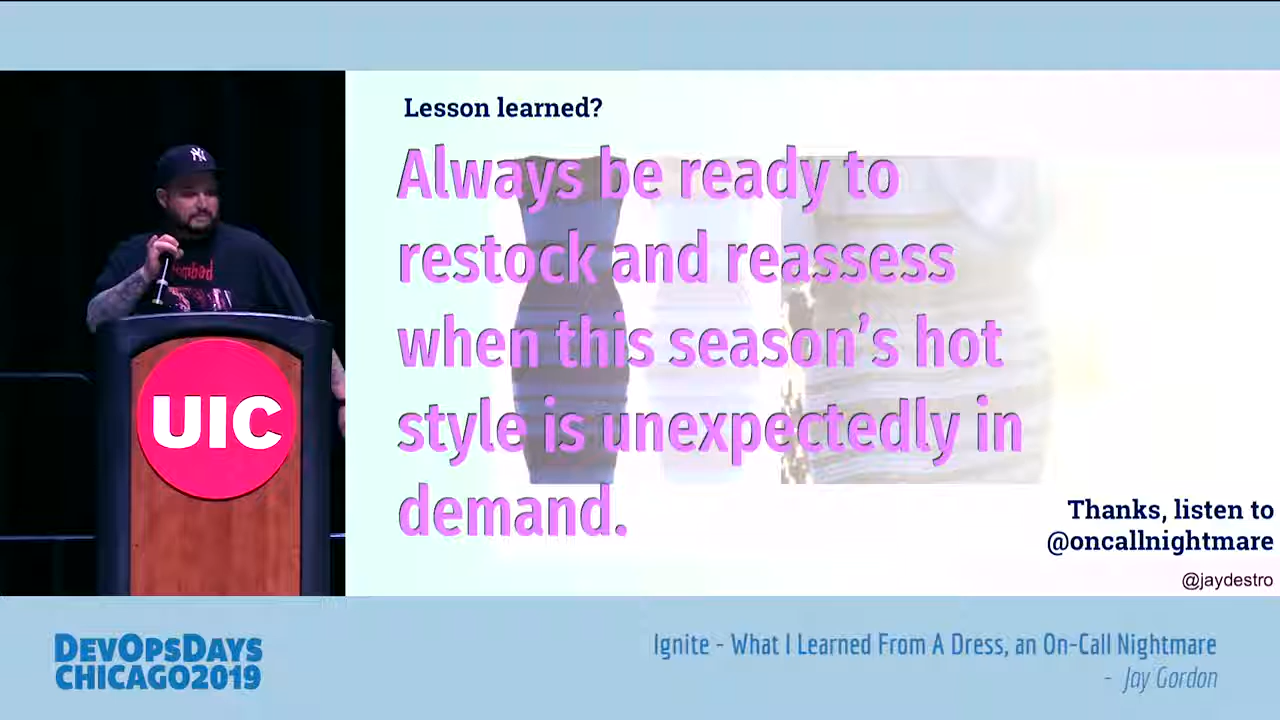 Lesson learned?
Always be ready to
restock and reassess
when this season’s hot
style is unexpectedly in
demand.
Thanks, listen to
@oncallnightmare
@jaydestro
UIC
DEVOPSDAYS
CHICAGO2019
Ignite - What I Learned From A Dress, an On-Call Nightmare
- Jay Gordon